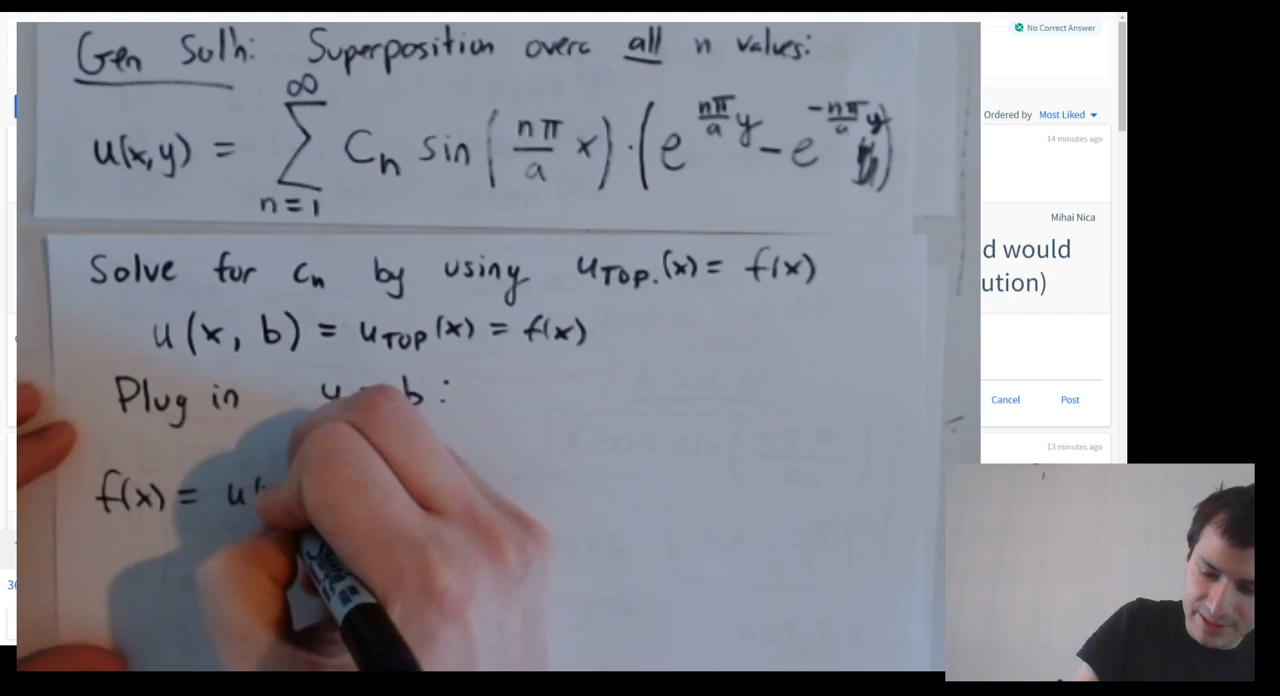 Gen Solh: Superposition overc all n values:
u(x,y) = ∑_{n=1}^{∞} C_n sin(nπ/a x)·(e^{nπ/a y} - e^{-nπ/a y})
Solve for c_n by using u_TOP.(x) = f(x)
u(x, b) = u_TOP(x) = f(x)
Plug in b:
f(x) = u(
No Correct Answer
Ordered by Most Liked
14 minutes ago
Mihai Nica
d would
ution)
Cancel Post
13 minutes ago